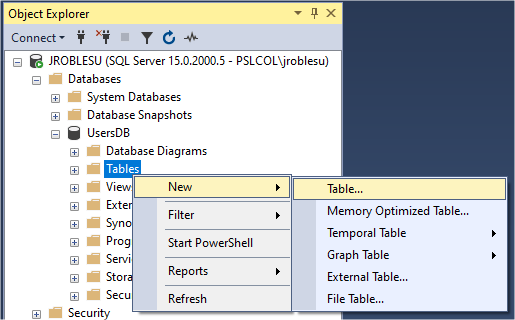 Object Explorer
Connect
JROBLESU (SQL Server 15.0.2000.5 - PSLCOL\jroblesu)
Databases
System Databases
Database Snapshots
UsersDB
Database Diagrams
Tables
Views
Exter
Syno
Prog
Servi
Stora
Secu
Security
New
Filter
Start PowerShell
Reports
Refresh
Table...
Memory Optimized Table...
Temporal Table
Graph Table
External Table...
File Table...